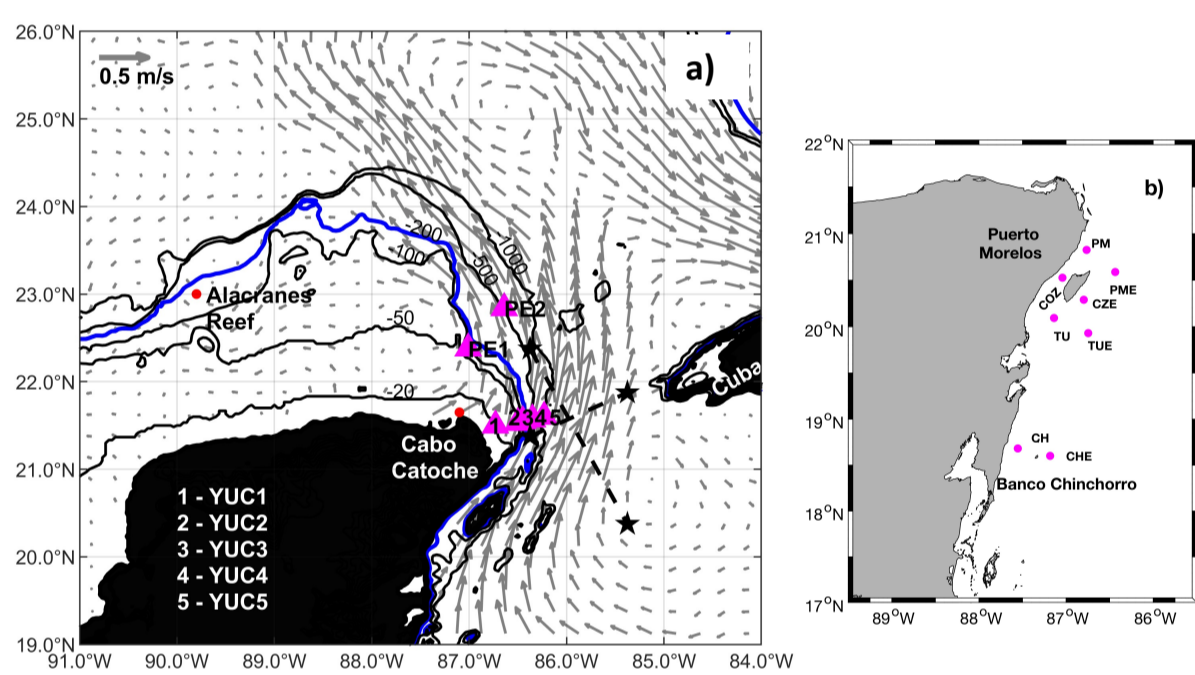 26.0°N
25.0°N
24.0°N
23.0°N
22.0°N
21.0°N
20.0°N
19.0°N
91.0°W
90.0°W
89.0°W
88.0°W
87.0°W
86.0°W
85.0°W
84.0°W
0.5 m/s
a)
-200
-100
-500
-1000
-50
-20
Alacranes
Reef
PE2
PE1
12345
Cuba
Cabo
Catoche
1 - YUC1
2 - YUC2
3 - YUC3
4 - YUC4
5 - YUC5
22°N
21°N
20°N
19°N
18°N
17°N
89°W
88°W
87°W
86°W
b)
Puerto
Morelos
PM
PME
COZ
CZE
TU
TUE
CH
CHE
Banco Chinchorro